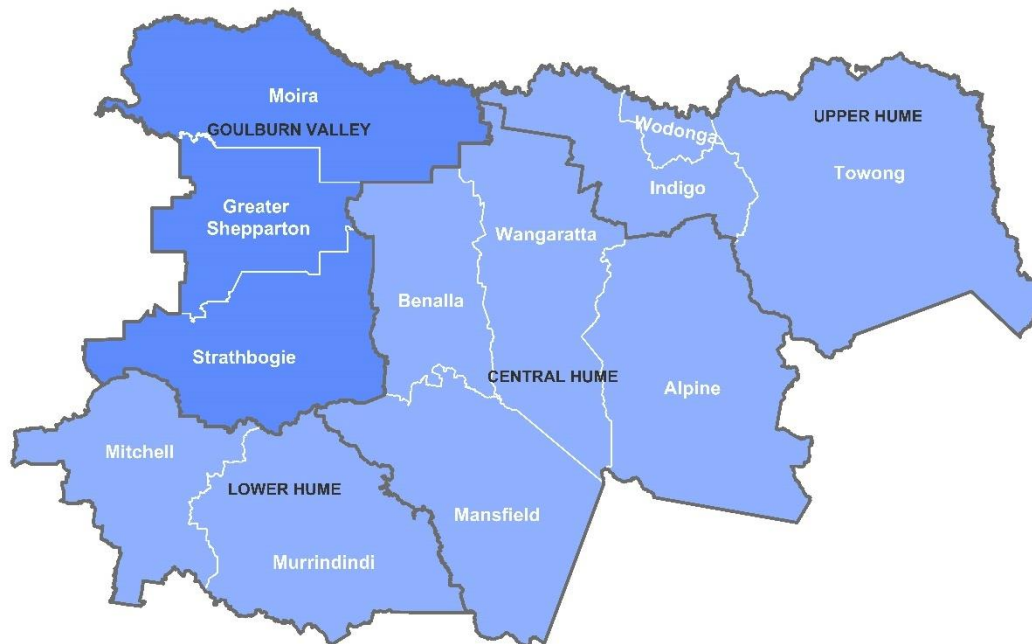 Moira
GOULBURN VALLEY
Greater
Shepparton
Strathbogie
Wodonga
UPPER HUME
Indigo
Towong
Wangaratta
Benalla
CENTRAL HUME
Alpine
Mansfield
Mitchell
LOWER HUME
Murrindindi